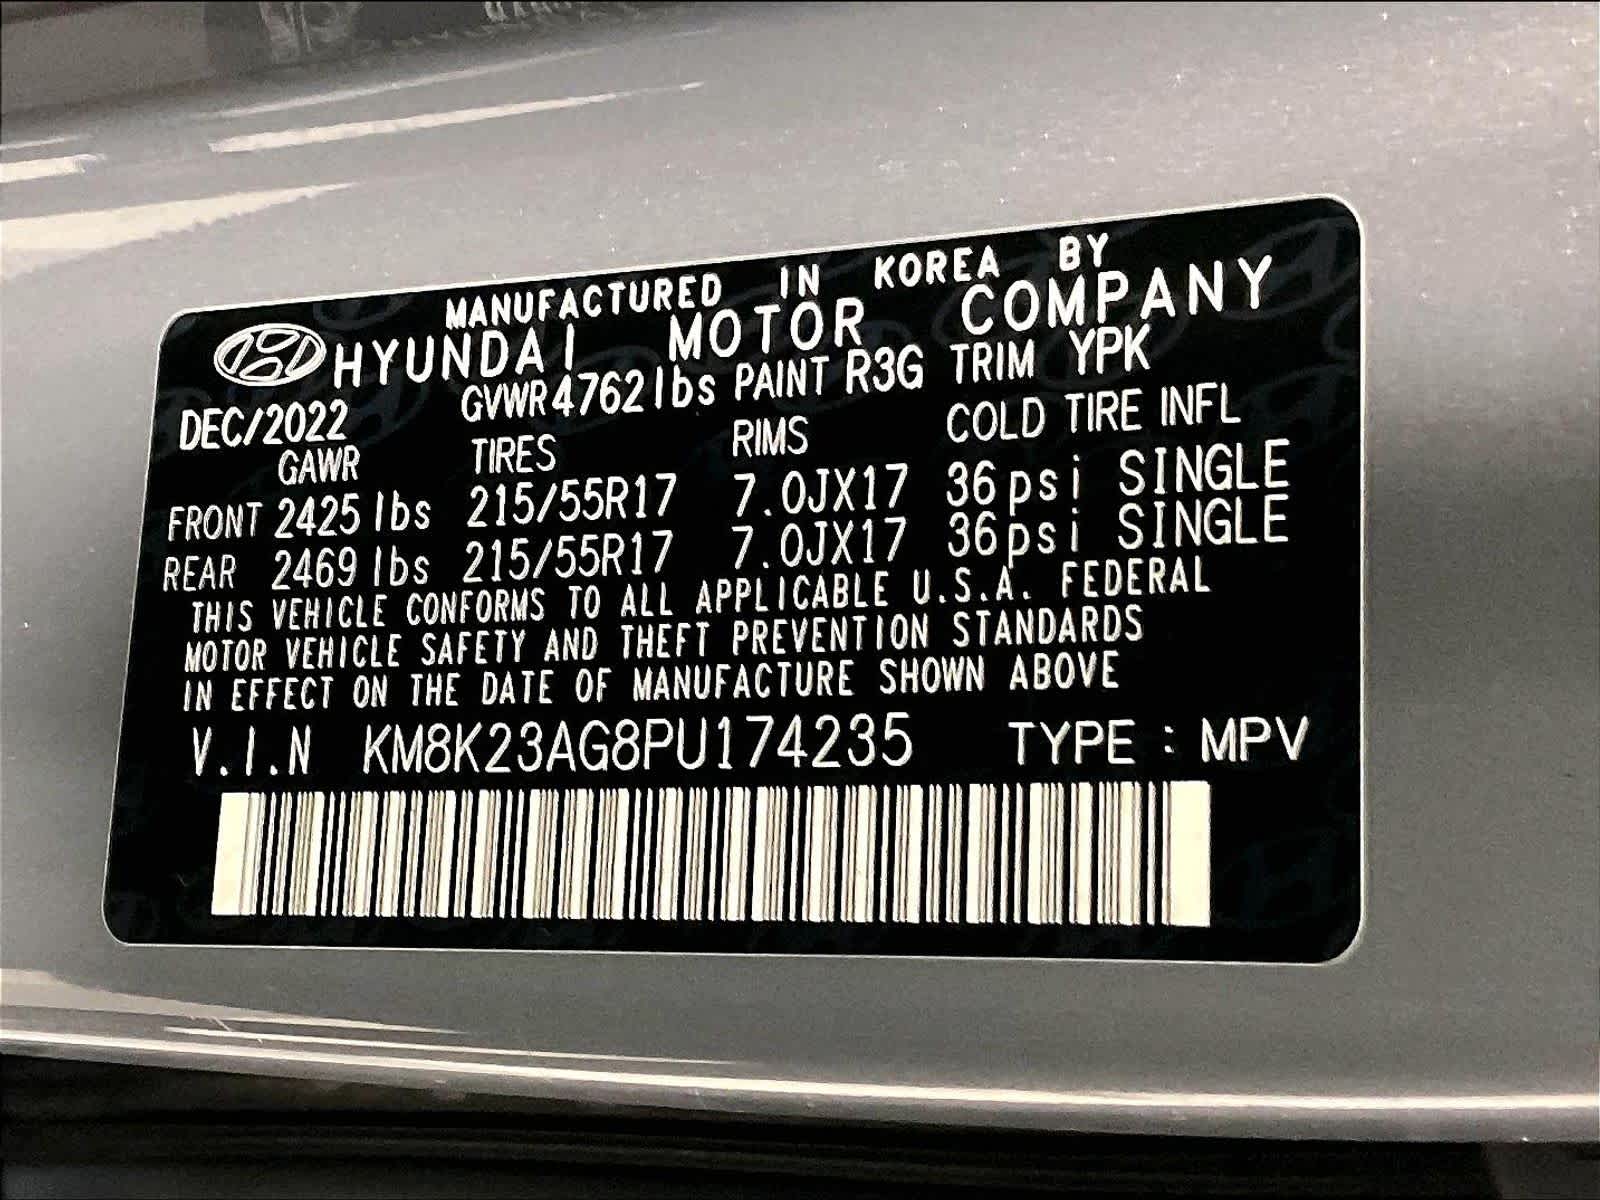 MANUFACTURED IN KOREA BY
HYUNDAI MOTOR COMPANY
DEC/2022 GVWR 4762 lbs PAINT R3G TRIM YPK
GAWR TIRES RIMS COLD TIRE INFL
FRONT 2425 lbs 215/55R17 7.0JX17 36psi SINGLE
REAR 2469 lbs 215/55R17 7.0JX17 36psi SINGLE
THIS VEHICLE CONFORMS TO ALL APPLICABLE U.S.A. FEDERAL
MOTOR VEHICLE SAFETY AND THEFT PREVENTION STANDARDS
IN EFFECT ON THE DATE OF MANUFACTURE SHOWN ABOVE
V.I.N KM8K23AG8PU174235 TYPE : MPV